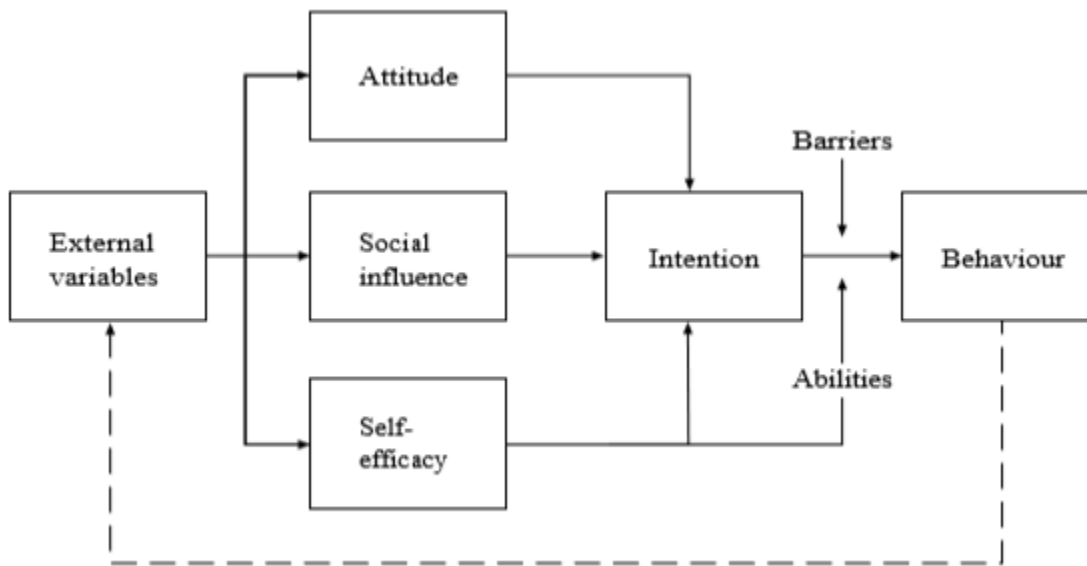 Attitude
Barriers
External
variables
Social
influence
Intention
Behaviour
Abilities
Self-
efficacy